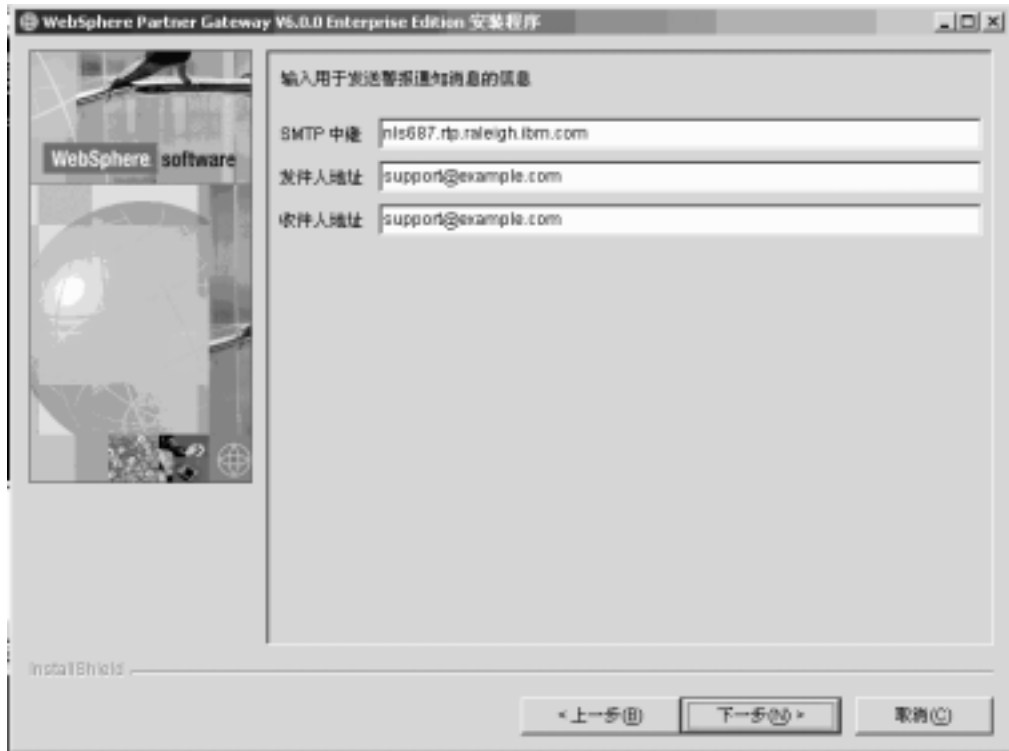 WebSphere Partner Gateway V6.0.0 Enterprise Edition 安装程序
WebSphere software
输入用于发送警报通知消息的信息
SMTP 中继 nls687.rtp.raleigh.ibm.com
发件人地址 support@example.com
收件人地址 support@example.com
InstallShield
<上一步(B) 下一步(N)> 取消(C)